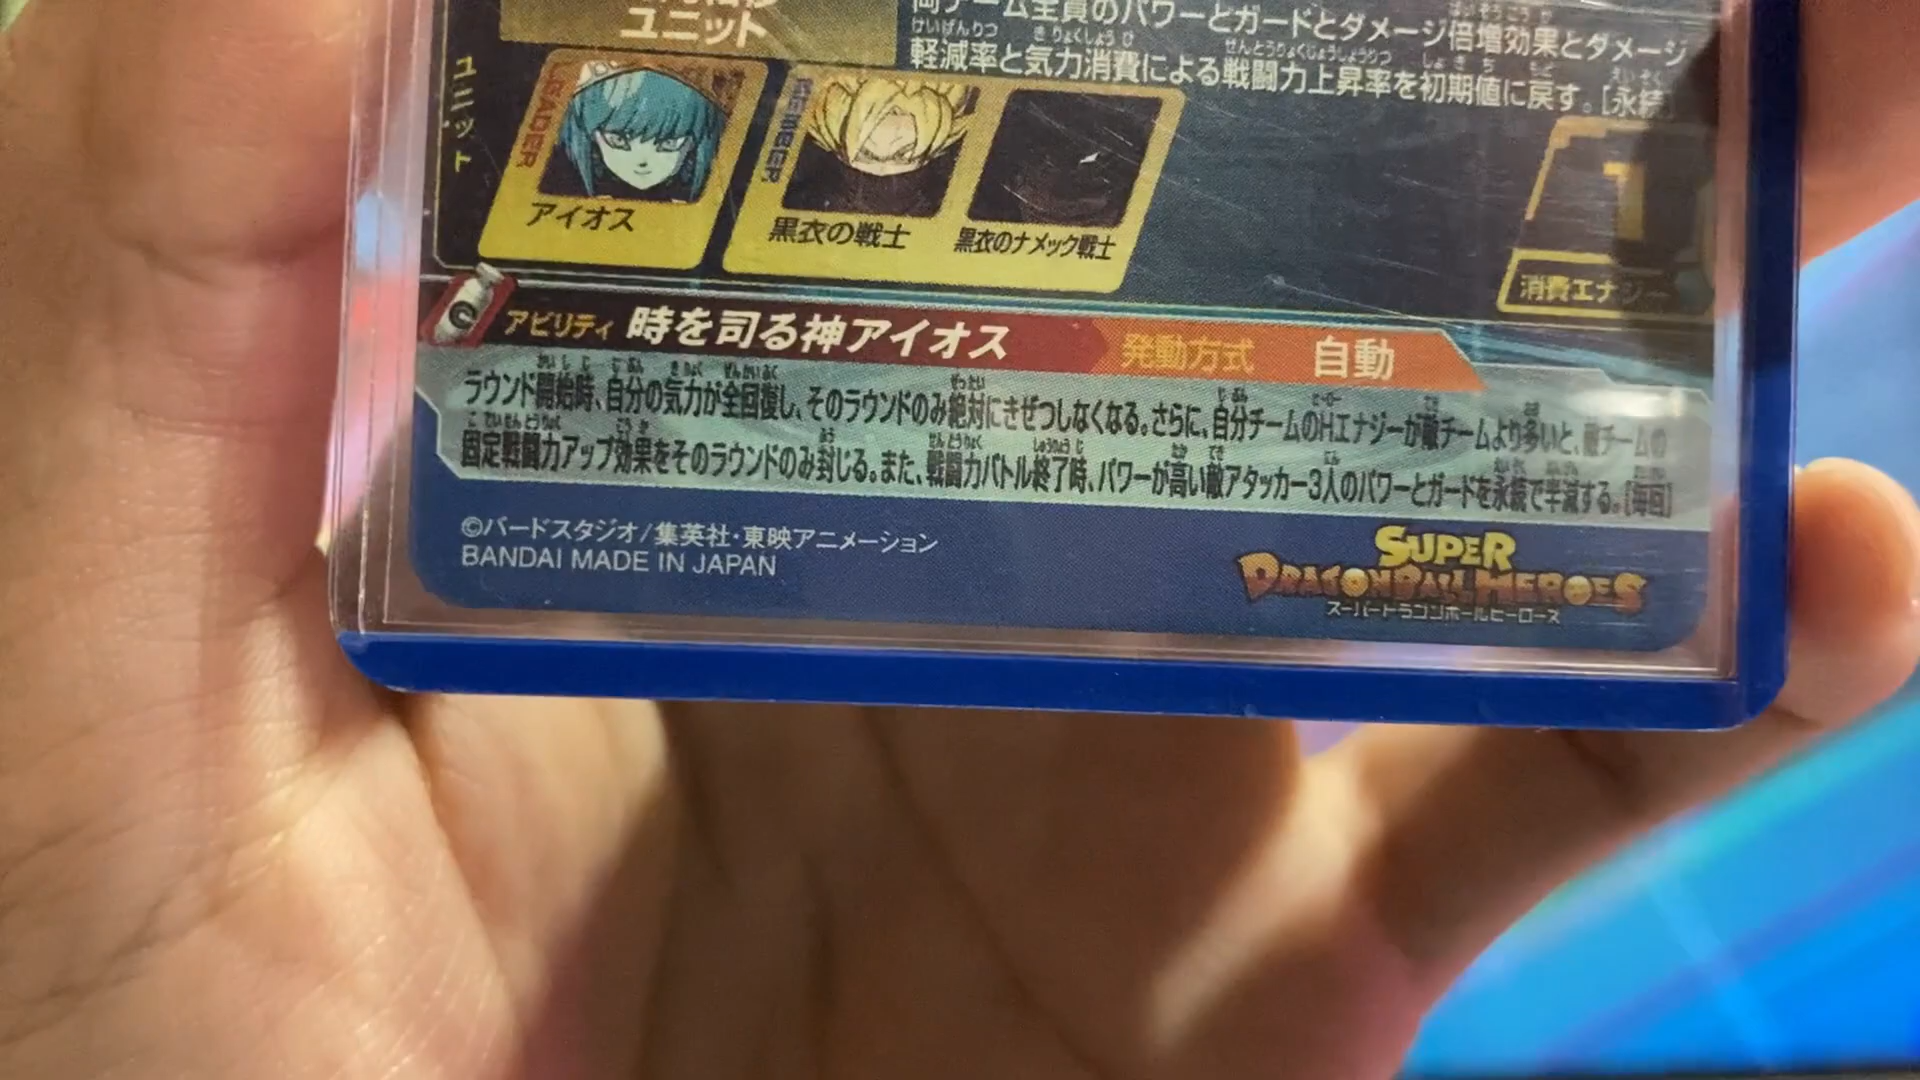 ユニット
両チーム全員のパワーとガードとダメージ倍増効果とダメージ
軽減率と気力消費による戦闘力上昇率を初期値に戻す。[永続]
ユニット
LEADER
アイオス
MEMBER
黒衣の戦士
黒衣のナメック戦士
1
消費エナジー
C
アビリティ 時を司る神アイオス 発動方式 自動
ラウンド開始時、自分の気力が全回復し、そのラウンドのみ絶対にきぜつしなくなる。さらに、自分チームのHエナジーが敵チームより多いと、敵チームの
固定戦闘力アップ効果をそのラウンドのみ封じる。また、戦闘力バトル終了時、パワーが高い敵アタッカー3人のパワーとガードを永続で半減する。[毎回]
©バードスタジオ/集英社・東映アニメーション
BANDAI MADE IN JAPAN
SUPER
DRAGONBALL HEROES
スーパードラゴンボールヒーローズ